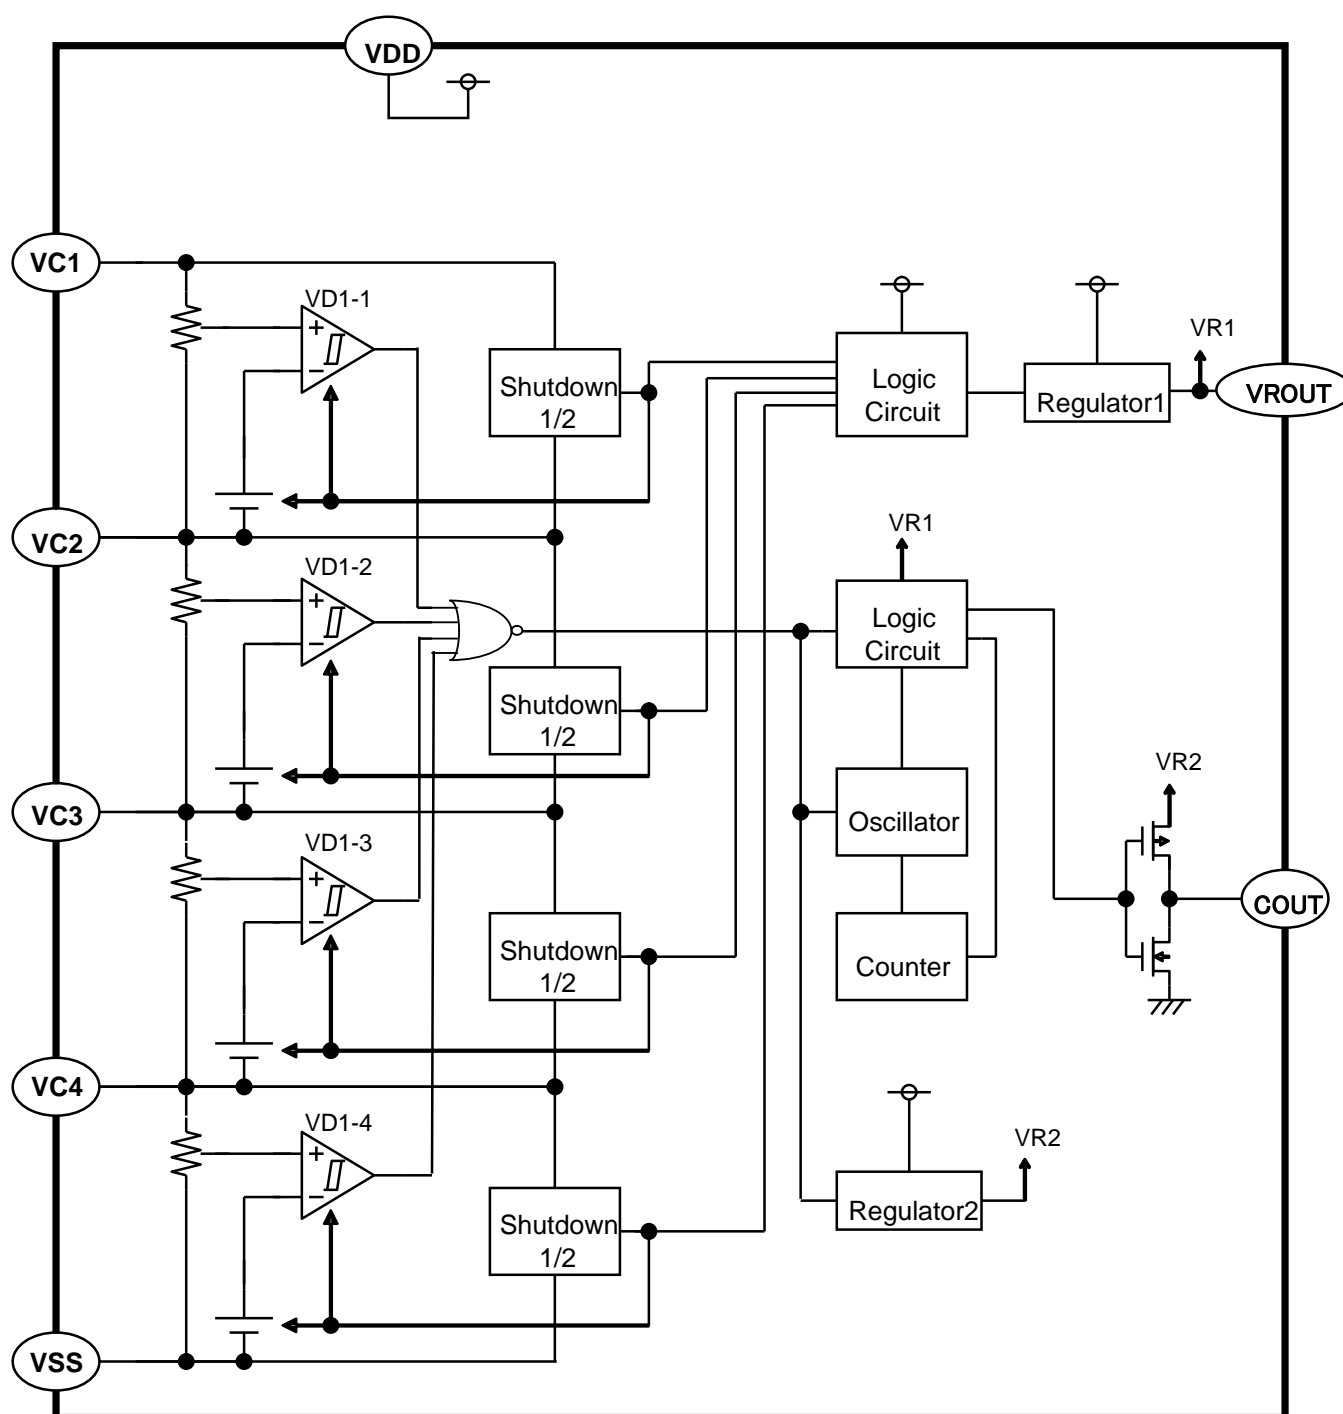 VDD
VC1
VD1-1
+
−
Shutdown
1/2
Logic
Circuit
Regulator1
VR1
VROUT
VC2
VD1-2
+
−
Shutdown
1/2
VR1
Logic
Circuit
VC3
VD1-3
+
−
Shutdown
1/2
Oscillator
Counter
VR2
COUT
VC4
VD1-4
+
−
Shutdown
1/2
Regulator2
VR2
VSS